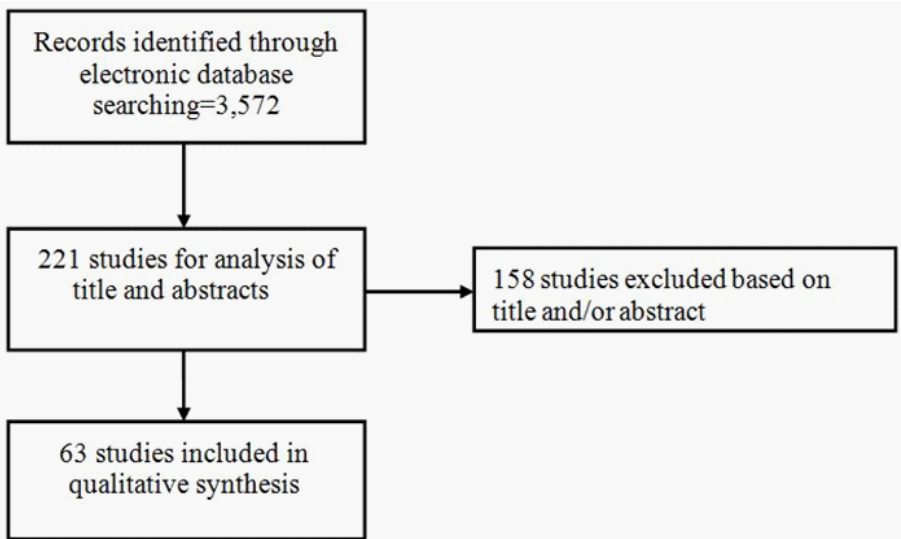 Records identified through
electronic database
searching=3,572
221 studies for analysis of
title and abstracts
158 studies excluded based on
title and/or abstract
63 studies included in
qualitative synthesis